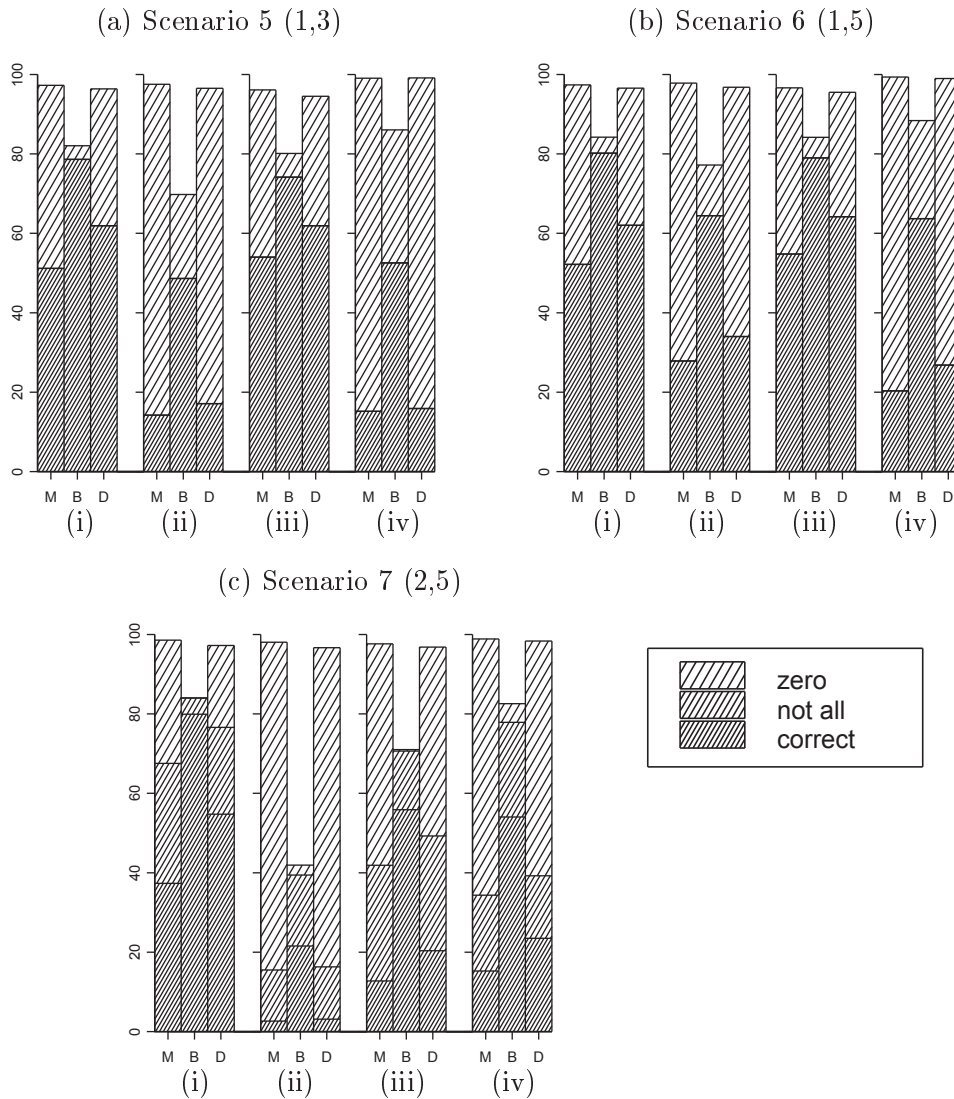 (a) Scenario 5 (1,3)
0 20 40 60 80 100
M B D M B D M B D M B D
(i) (ii) (iii) (iv)
(b) Scenario 6 (1,5)
0 20 40 60 80 100
M B D M B D M B D M B D
(i) (ii) (iii) (iv)
(c) Scenario 7 (2,5)
0 20 40 60 80 100
M B D M B D M B D M B D
(i) (ii) (iii) (iv)
zero
not all
correct